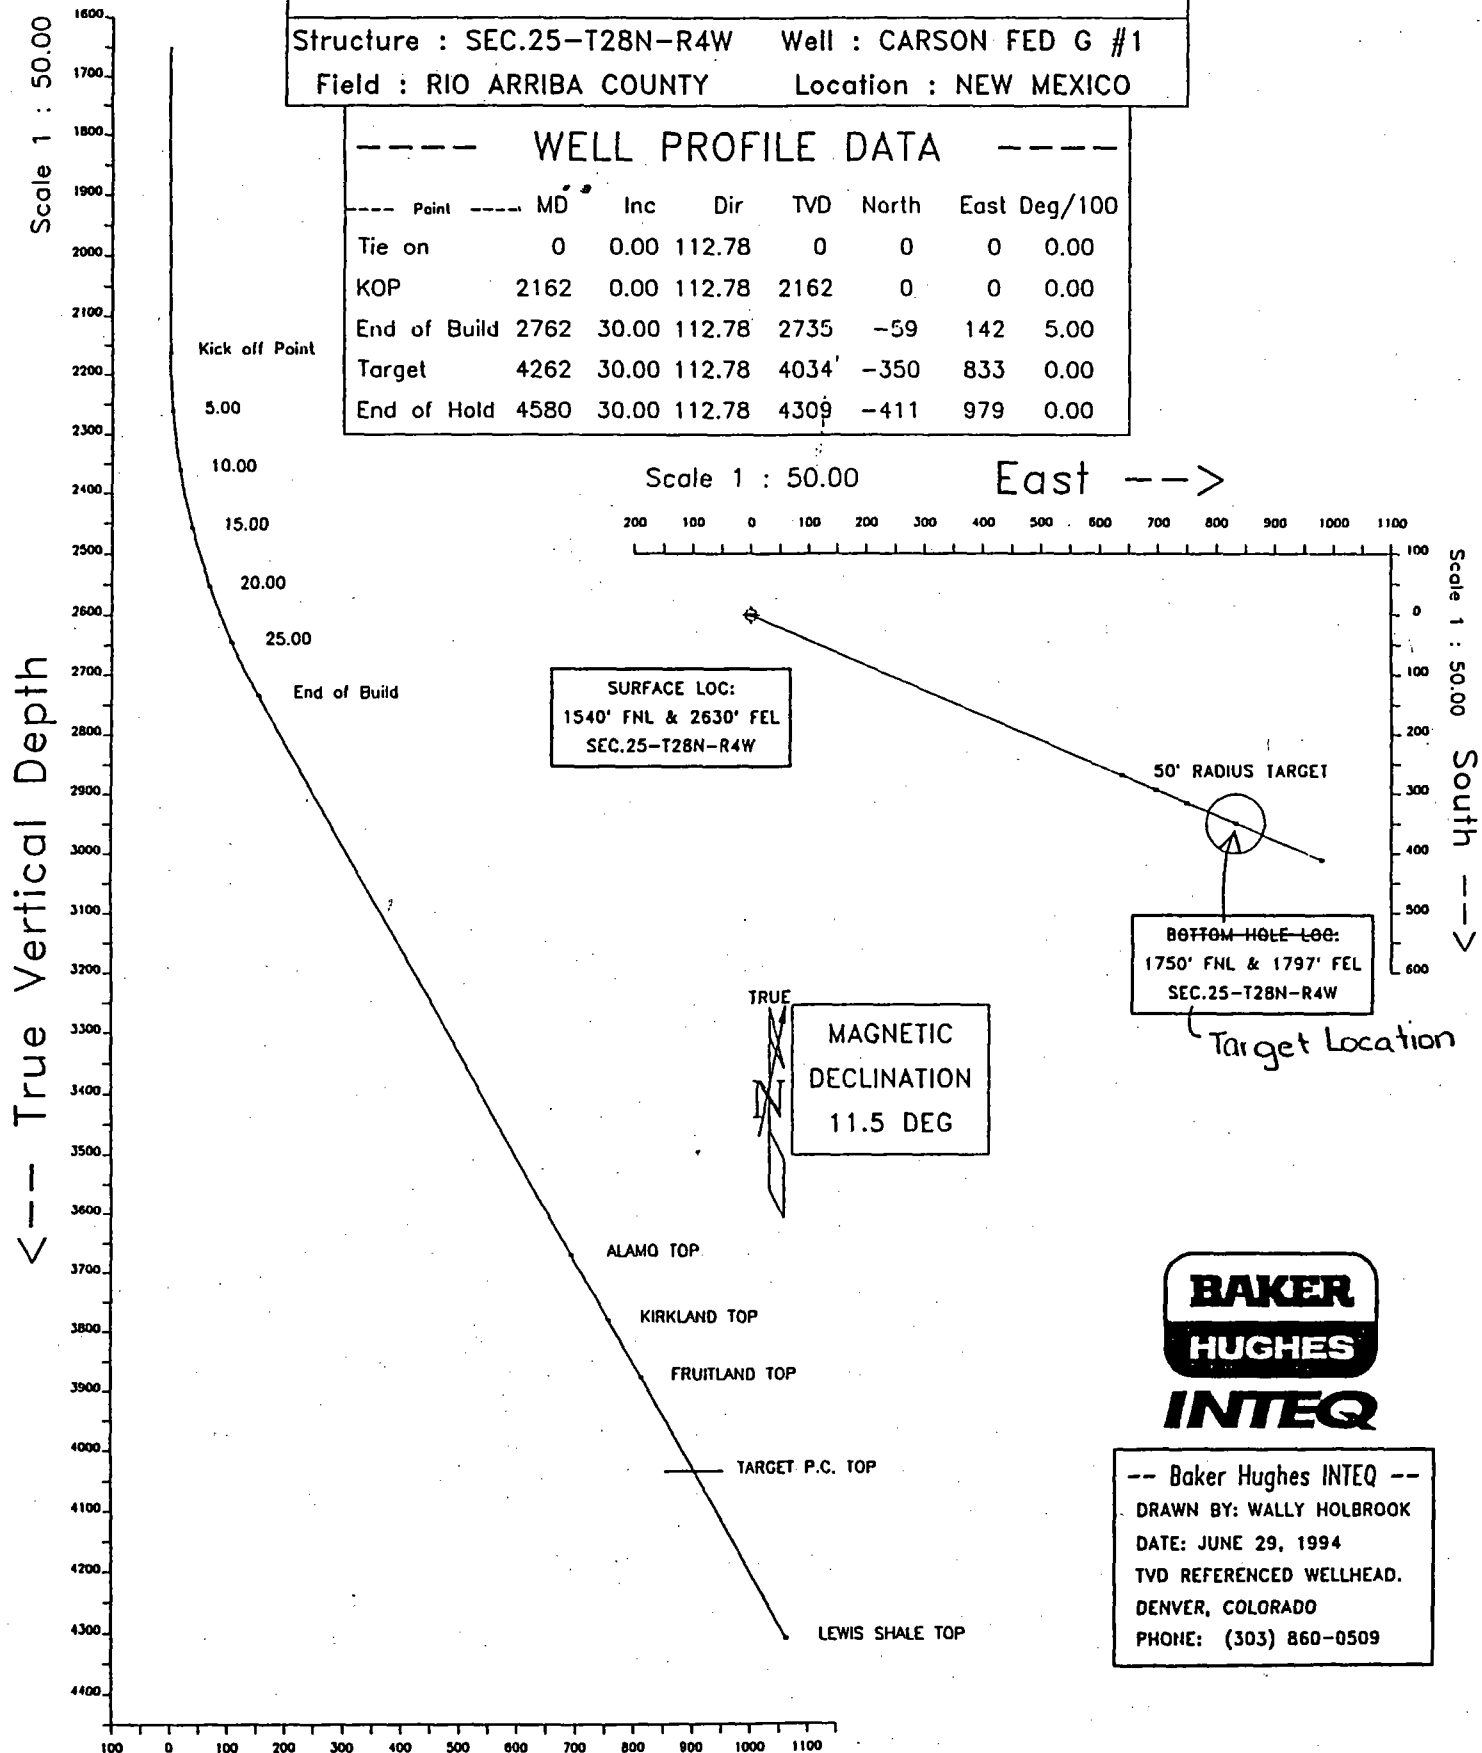 Structure : SEC.25-T28N-R4W Well : CARSON FED G #1
Field : RIO ARRIBA COUNTY Location : NEW MEXICO
---- WELL PROFILE DATA ----
---- Point ---- MD Inc Dir TVD North East Deg/100
Tie on 0 0.00 112.78 0 0 0 0.00
KOP 2162 0.00 112.78 2162 0 0 0.00
End of Build 2762 30.00 112.78 2735 -59 142 5.00
Target 4262 30.00 112.78 4034' -350 833 0.00
End of Hold 4580 30.00 112.78 4309 -411 979 0.00
Scale 1 : 50.00
<-- True Vertical Depth
1600
1700
1800
1900
2000
2100
2200
2300
2400
2500
2600
2700
2800
2900
3000
3100
3200
3300
3400
3500
3600
3700
3800
3900
4000
4100
4200
4300
4400
Kick off Point
5.00
10.00
15.00
20.00
25.00
End of Build
ALAMO TOP
KIRKLAND TOP
FRUITLAND TOP
TARGET P.C. TOP
LEWIS SHALE TOP
100 0 100 200 300 400 500 600 700 800 900 1000 1100
Scale 1 : 50.00 East -->
200 100 0 100 200 300 400 500 600 700 800 900 1000 1100
100
0
100
200
300
400
500
600
Scale 1 : 50.00 South -->
SURFACE LOC:
1540' FNL & 2630' FEL
SEC.25-T28N-R4W
50' RADIUS TARGET
BOTTOM HOLE LOC:
1750' FNL & 1797' FEL
SEC.25-T28N-R4W
Target Location
TRUE
N
MAGNETIC
DECLINATION
11.5 DEG
BAKER
HUGHES
INTEQ
-- Baker Hughes INTEQ --
DRAWN BY: WALLY HOLBROOK
DATE: JUNE 29, 1994
TVD REFERENCED WELLHEAD.
DENVER, COLORADO
PHONE: (303) 860-0509